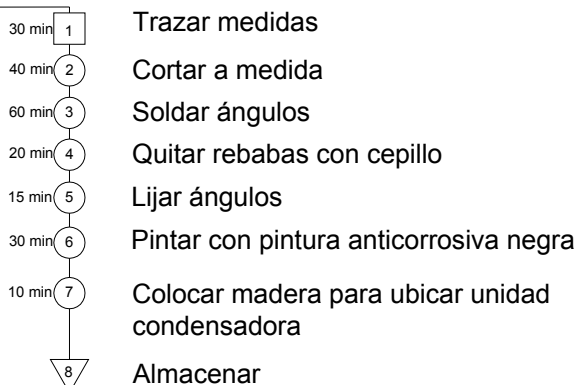 30 min 1 Trazar medidas
40 min 2 Cortar a medida
60 min 3 Soldar ángulos
20 min 4 Quitar rebabas con cepillo
15 min 5 Lijar ángulos
30 min 6 Pintar con pintura anticorrosiva negra
10 min 7 Colocar madera para ubicar unidad
condensadora
8 Almacenar